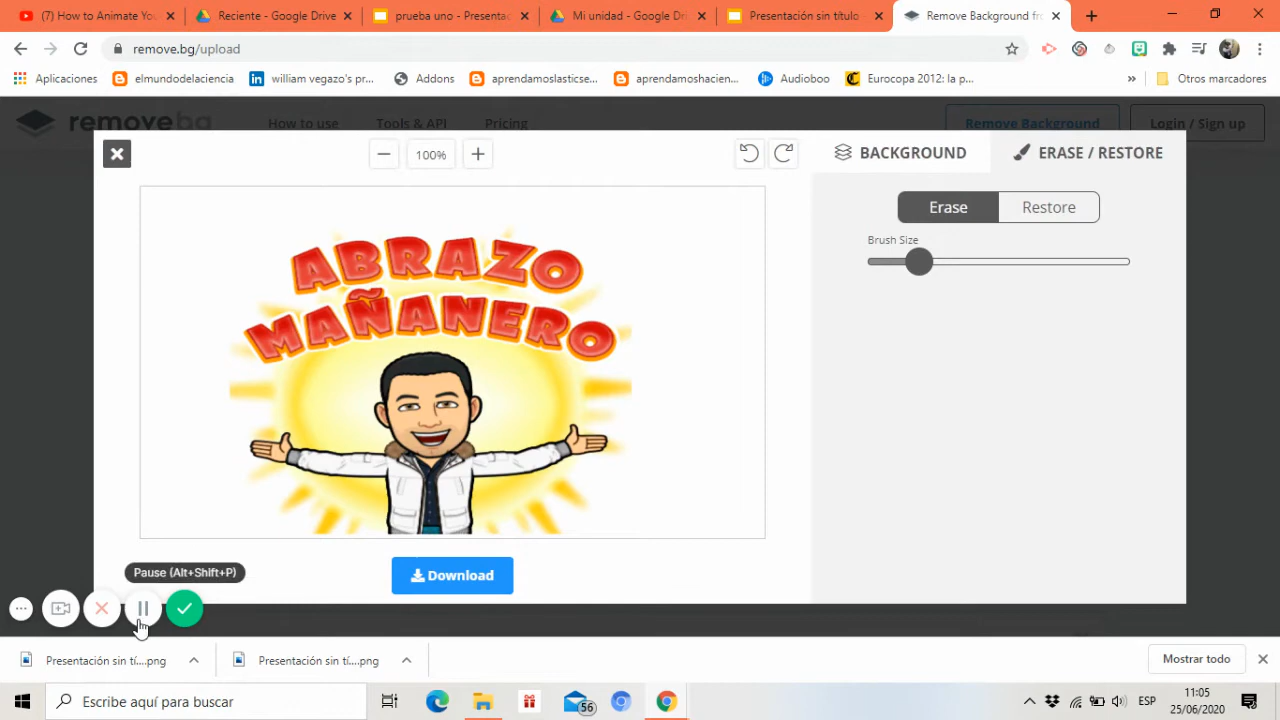 (7) How to Animate You
Reciente - Google Drive
prueba uno - Presentac
Mi unidad - Google Dri
Presentación sin título -
Remove Background fr
remove.bg/upload
Aplicaciones
elmundodelaciencia
william vegazo's pr...
Addons
aprendamoslasticse...
aprendamoshacien...
Audioboo
Eurocopa 2012: la p...
»
Otros marcadores
removebg
How to use
Tools & API
Pricing
Remove Background
Login / Sign up
100%
BACKGROUND
ERASE / RESTORE
Erase
Restore
Brush Size
ABRAZO
MAÑANERO
Download
Pause (Alt+Shift+P)
Presentación sin tí....png
Presentación sin tí....png
Mostrar todo
Escribe aquí para buscar
56
ESP
11:05
25/06/2020